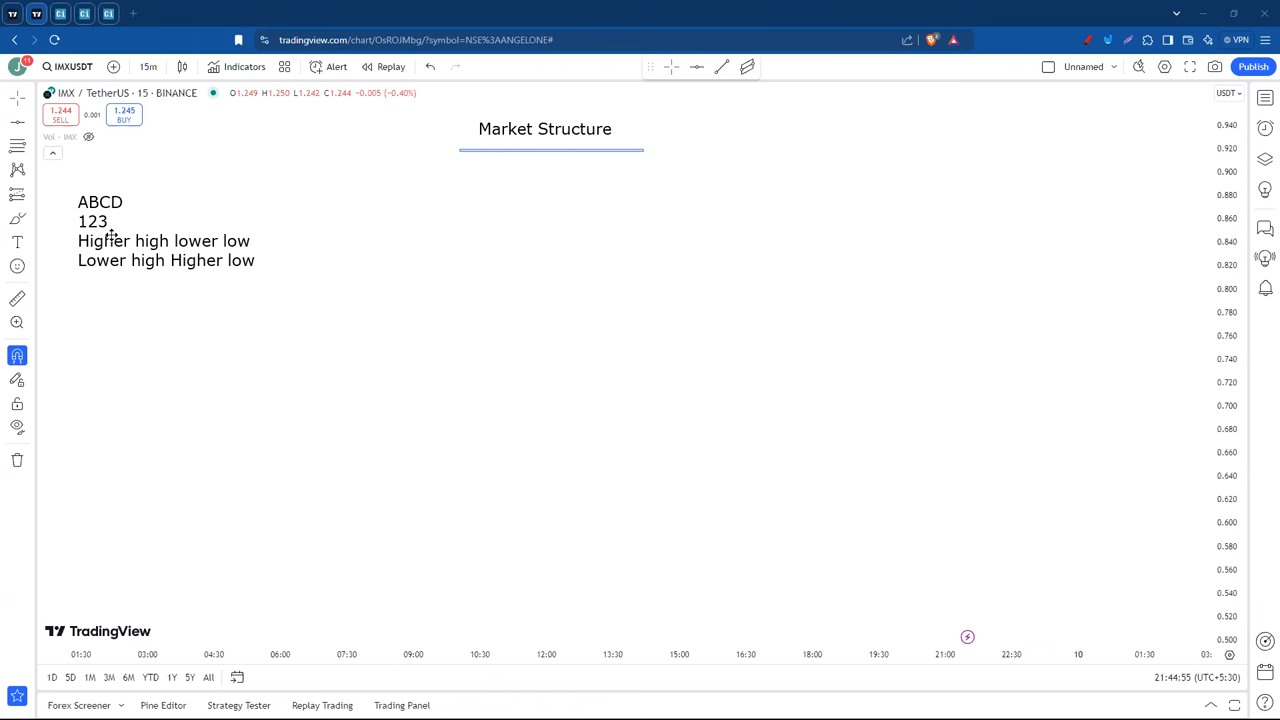 tradingview.com/chart/OsROJMbg/?symbol=NSE%3AANGELONE#
VPN
J
11
IMXUSDT
15m
Indicators
Alert
Replay
Unnamed
Publish
IMX / TetherUS · 15 · BINANCE
O1.249 H1.250 L1.242 C1.244 -0.005 (-0.40%)
USDT
1.244
SELL
0.001
1.245
BUY
Vol · IMX
Market Structure
ABCD
123
Higher high lower low
Lower high Higher low
0.940
0.920
0.900
0.880
0.860
0.840
0.820
0.800
0.780
0.760
0.740
0.720
0.700
0.680
0.660
0.640
0.620
0.600
0.580
0.560
0.540
0.520
0.500
TradingView
01:30 03:00 04:30 06:00 07:30 09:00 10:30 12:00 13:30 15:00 16:30 18:00 19:30 21:00 22:30 10 01:30 03:
1D 5D 1M 3M 6M YTD 1Y 5Y All
21:44:55 (UTC+5:30)
Forex Screener Pine Editor Strategy Tester Replay Trading Trading Panel